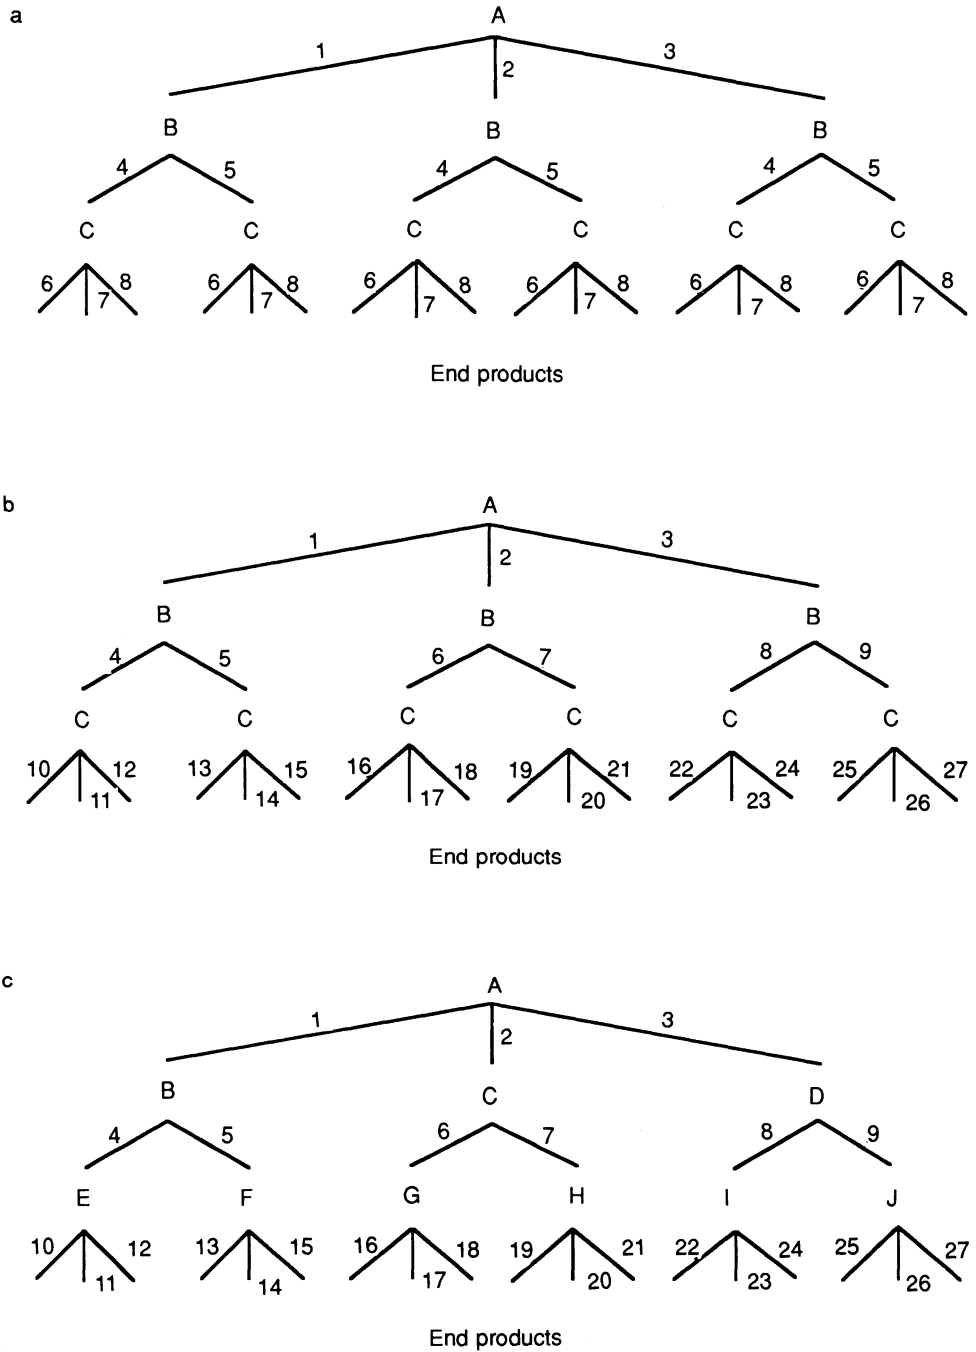 a
A
1 2 3
B B B
4 5 4 5 4 5
C C C C C C
6 7 8 6 7 8 6 7 8 6 7 8 6 7 8 6 7 8
End products
b
A
1 2 3
B B B
4 5 6 7 8 9
C C C C C C
10 11 12 13 14 15 16 17 18 19 20 21 22 23 24 25 26 27
End products
c
A
1 2 3
B C D
4 5 6 7 8 9
E F G H I J
10 11 12 13 14 15 16 17 18 19 20 21 22 23 24 25 26 27
End products